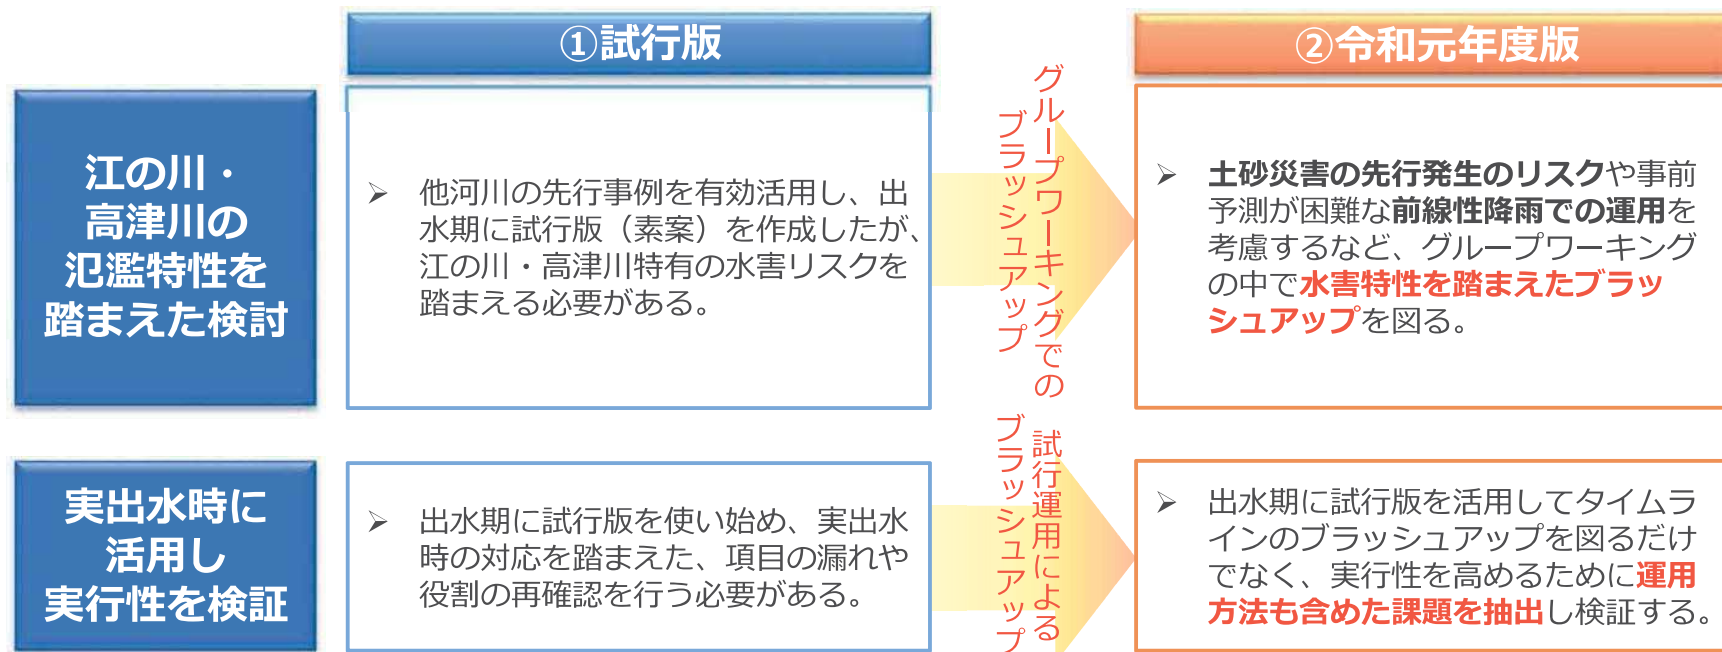 ①試行版
②令和元年度版
江の川・
高津川の
氾濫特性を
踏まえた検討
➢ 他河川の先行事例を有効活用し、出
水期に試行版（素案）を作成したが、
江の川・高津川特有の水害リスクを
踏まえる必要がある。
グループワーキングでの
ブラッシュアップ
➢ 土砂災害の先行発生のリスクや事前
予測が困難な前線性降雨での運用を
考慮するなど、グループワーキング
の中で水害特性を踏まえたブラッ
シュアップを図る。
実出水時に
活用し
実行性を検証
➢ 出水期に試行版を使い始め、実出水
時の対応を踏まえた、項目の漏れや
役割の再確認を行う必要がある。
試行運用による
ブラッシュアップ
➢ 出水期に試行版を活用してタイムラ
インのブラッシュアップを図るだけ
でなく、実行性を高めるために運用
方法も含めた課題を抽出し検証する。